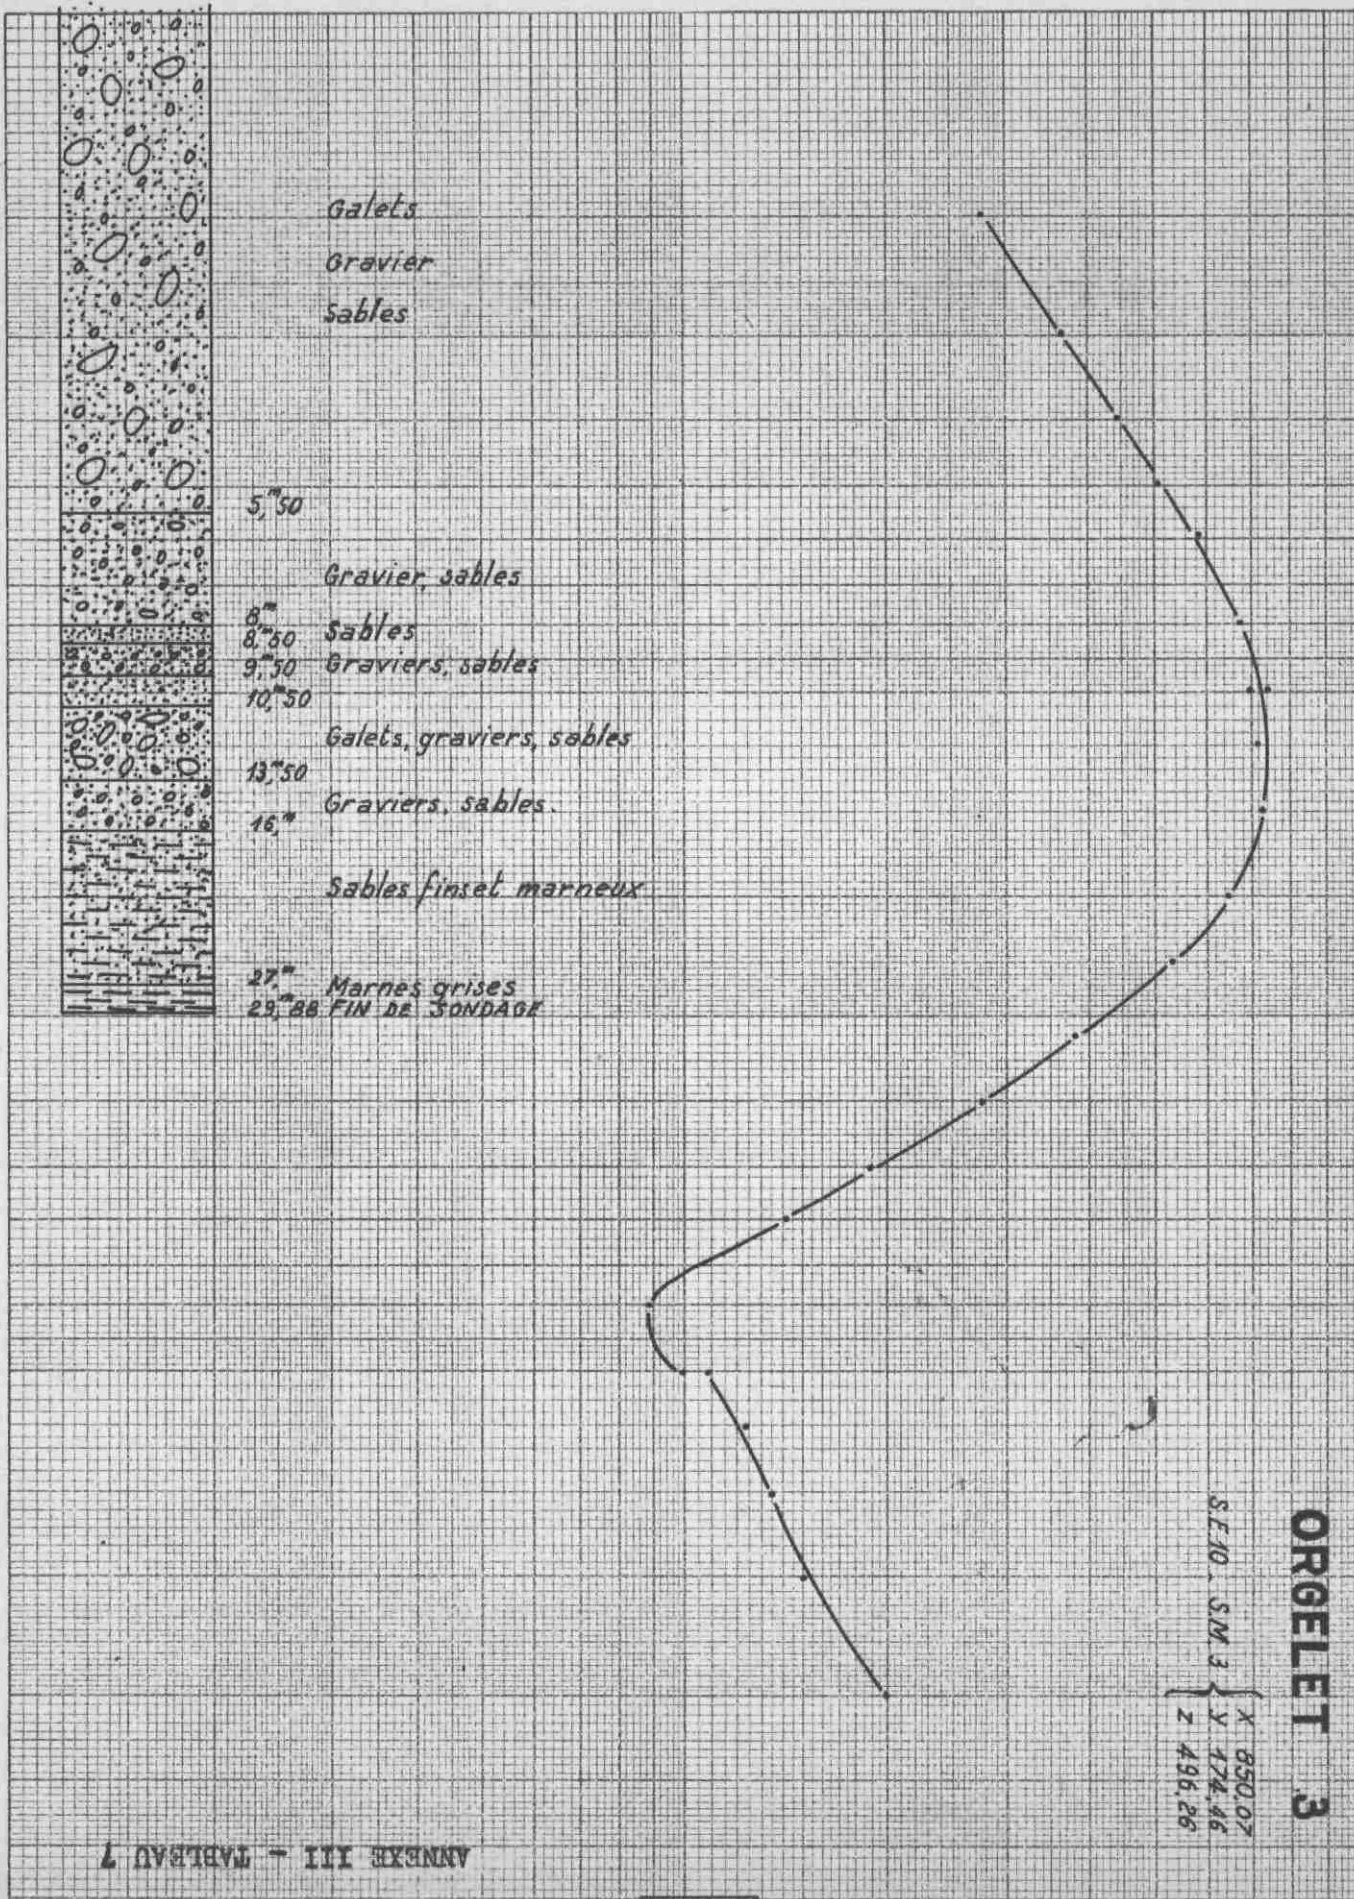 Galets
Gravier
Sables
5,ᵐ50
Gravier, sables
8ᵐ
8,ᵐ50 Sables
9,ᵐ50 Graviers, sables
10,ᵐ50
Galets, graviers, sables
13,ᵐ50
Graviers, sables.
16,ᵐ
Sables fins et marneux
27,ᵐ Marnes grises
29,ᵐ88 FIN DE SONDAGE
ORGELET 3
S.E.10 - S.M.3
X 850,07
Y 174,46
Z 496,26
ANNEXE III - TABLEAU 7